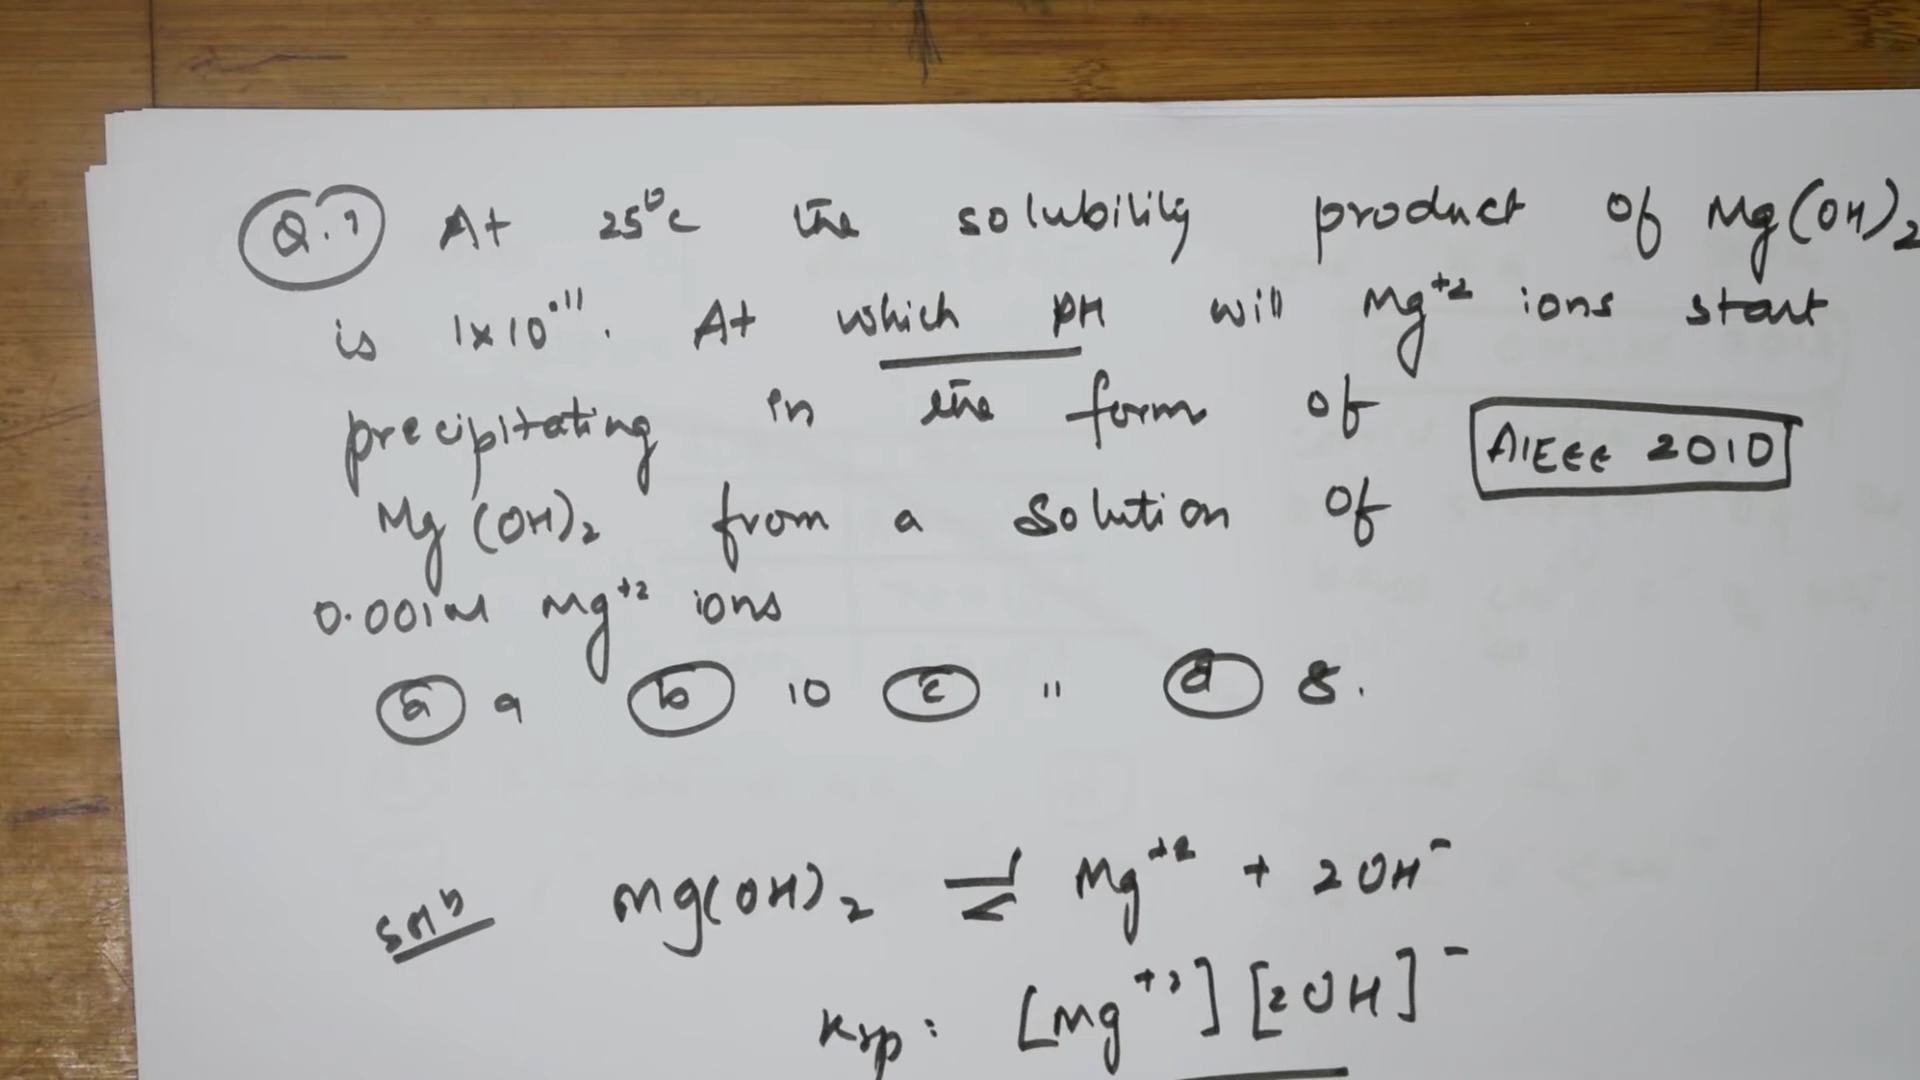 Q.1 At 25°C the solubility product of Mg(OH)₂
is 1×10⁻¹¹. At which pH will Mg⁺² ions start
precipitating in the form of
AIEEE 2010
Mg(OH)₂ from a solution of
0.001M Mg⁺² ions
a 9 b 10 c 11 d 8.
Solⁿ Mg(OH)₂ ⇌ Mg⁺² + 2OH⁻
Ksp: [Mg⁺²][2OH]⁻